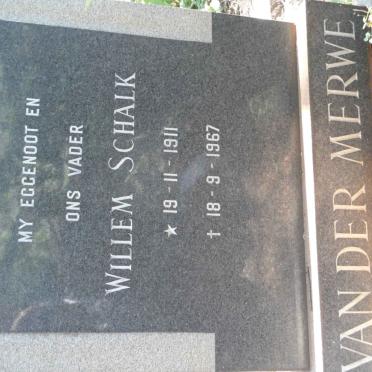 MY EGGENOOT EN
ONS VADER
WILLEM SCHALK
★ 19-11-1911
† 18-9-1967
VAN DER MERWE